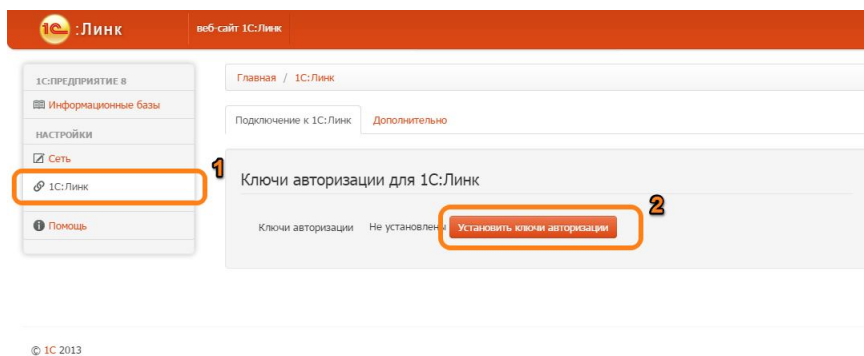 1С :Линк веб-сайт 1С:Линк
1С:ПРЕДПРИЯТИЕ 8
Информационные базы
НАСТРОЙКИ
Сеть
1С:Линк
Помощь
Главная / 1С:Линк
Подключение к 1С:Линк Дополнительно
1
Ключи авторизации для 1С:Линк
2
Ключи авторизации Не установлены Установить ключи авторизации
© 1С 2013